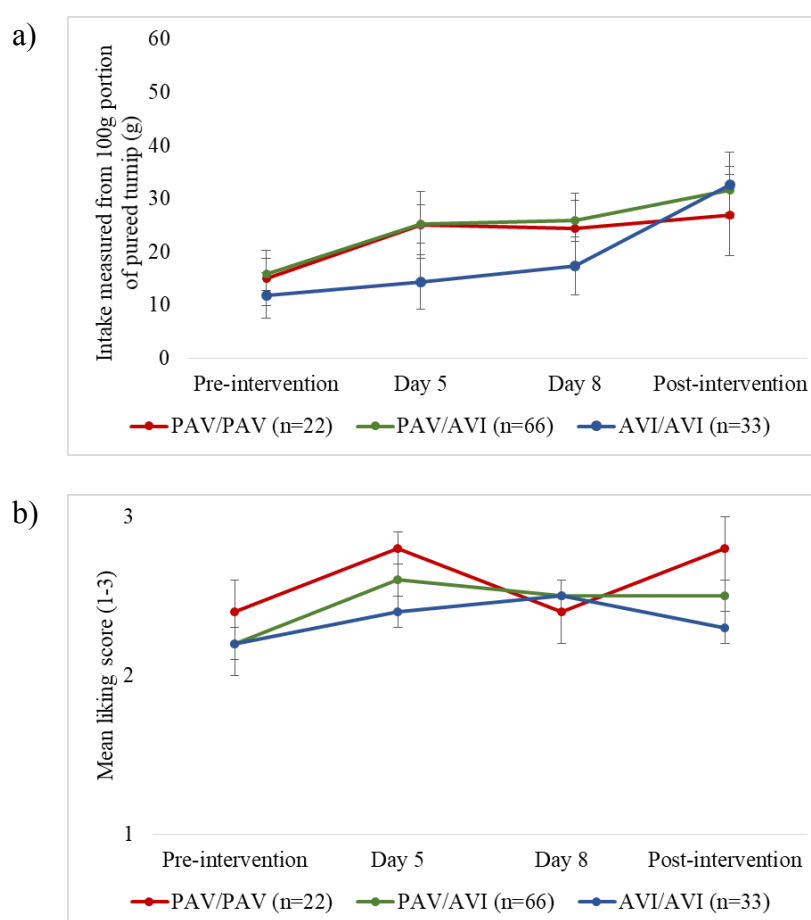 a)
60
50
40
30
20
10
0
Intake measured from 100g portion
of pureed turnip (g)
Pre-intervention Day 5 Day 8 Post-intervention
PAV/PAV (n=22) PAV/AVI (n=66) AVI/AVI (n=33)
b)
3
2
1
Mean liking score (1-3)
Pre-intervention Day 5 Day 8 Post-intervention
PAV/PAV (n=22) PAV/AVI (n=66) AVI/AVI (n=33)